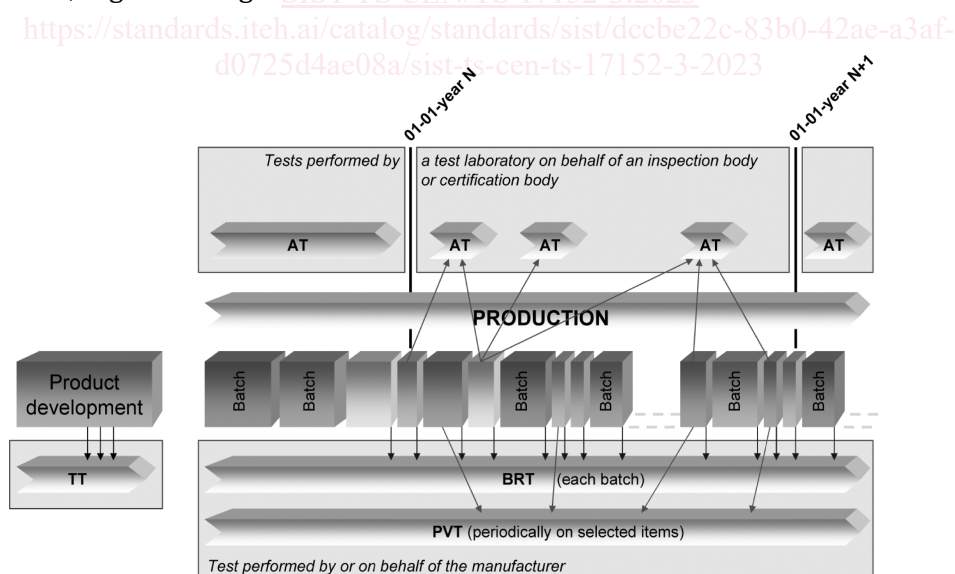 SIST-TS CEN/TS 17152-3:2023
https://standards.iteh.ai/catalog/standards/sist/dccbe22c-83b0-42ae-a3af-
d0725d4ae08a/sist-ts-cen-ts-17152-3-2023
01-01-year N
01-01-year N+1
Tests performed by
a test laboratory on behalf of an inspection body
or certification body
AT
AT
AT
AT
AT
PRODUCTION
Product
development
Batch
Batch
Batch
Batch
Batch
Batch
TT
BRT (each batch)
PVT (periodically on selected items)
Test performed by or on behalf of the manufacturer